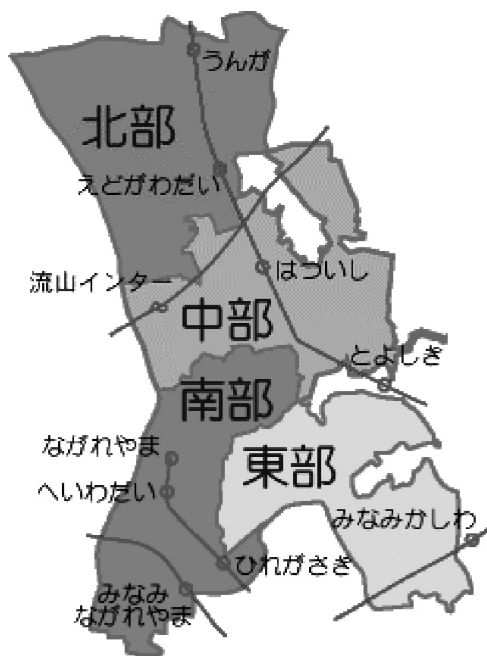 うんが
北部
えどがわだい
はついし
流山インター
中部
とよしき
南部
ながれやま
東部
へいわだい
みなみかしわ
ひれがさき
みなみ
ながれやま